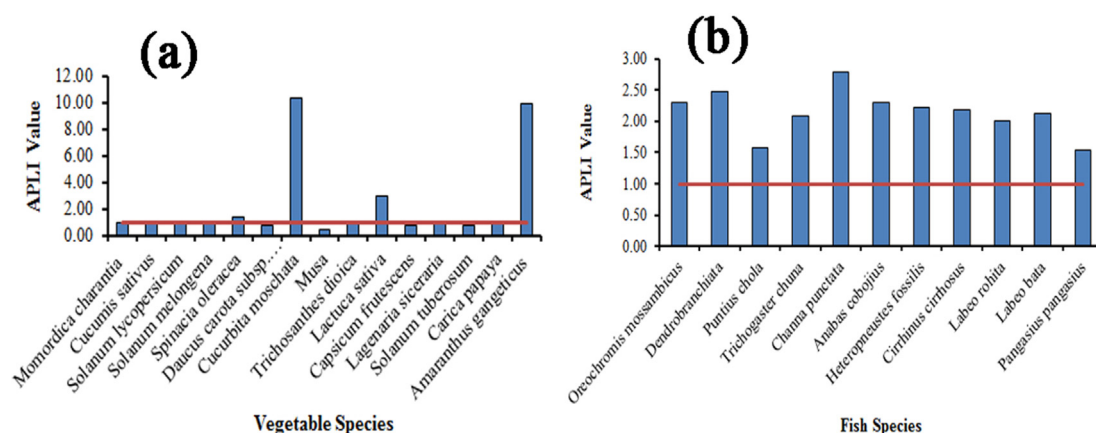 (a)
12.00
10.00
8.00
6.00
4.00
2.00
0.00
APLI Value
Momordica charantia
Cucumis sativus
Solanum lycopersicum
Solanum melongena
Spinacia oleracea
Daucus carota subsp.…
Cucurbita moschata
Musa
Trichosanthes dioica
Lactuca sativa
Capsicum frutescens
Lagenaria siceraria
Solanum tuberosum
Carica papaya
Amaranthus gangeticus
Vegetable Species
(b)
3.00
2.50
2.00
1.50
1.00
0.50
0.00
APLI Value
Oreochromis mossambicus
Dendrobranchiata
Puntius chola
Trichogaster chuna
Channa punctata
Anabas cobojius
Heteropneustes fossilis
Cirrhinus cirrhosus
Labeo rohita
Labeo bata
Pangasius pangasius
Fish Species